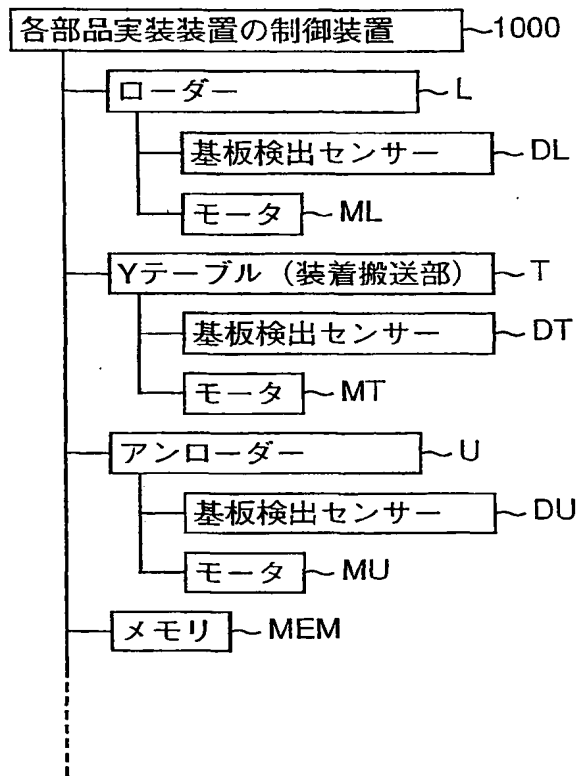 各部品実装装置の制御装置 ~1000
ローダー ~L
基板検出センサー ~DL
モータ ~ML
Yテーブル（装着搬送部） ~T
基板検出センサー ~DT
モータ ~MT
アンローダー ~U
基板検出センサー ~DU
モータ ~MU
メモリ ~MEM